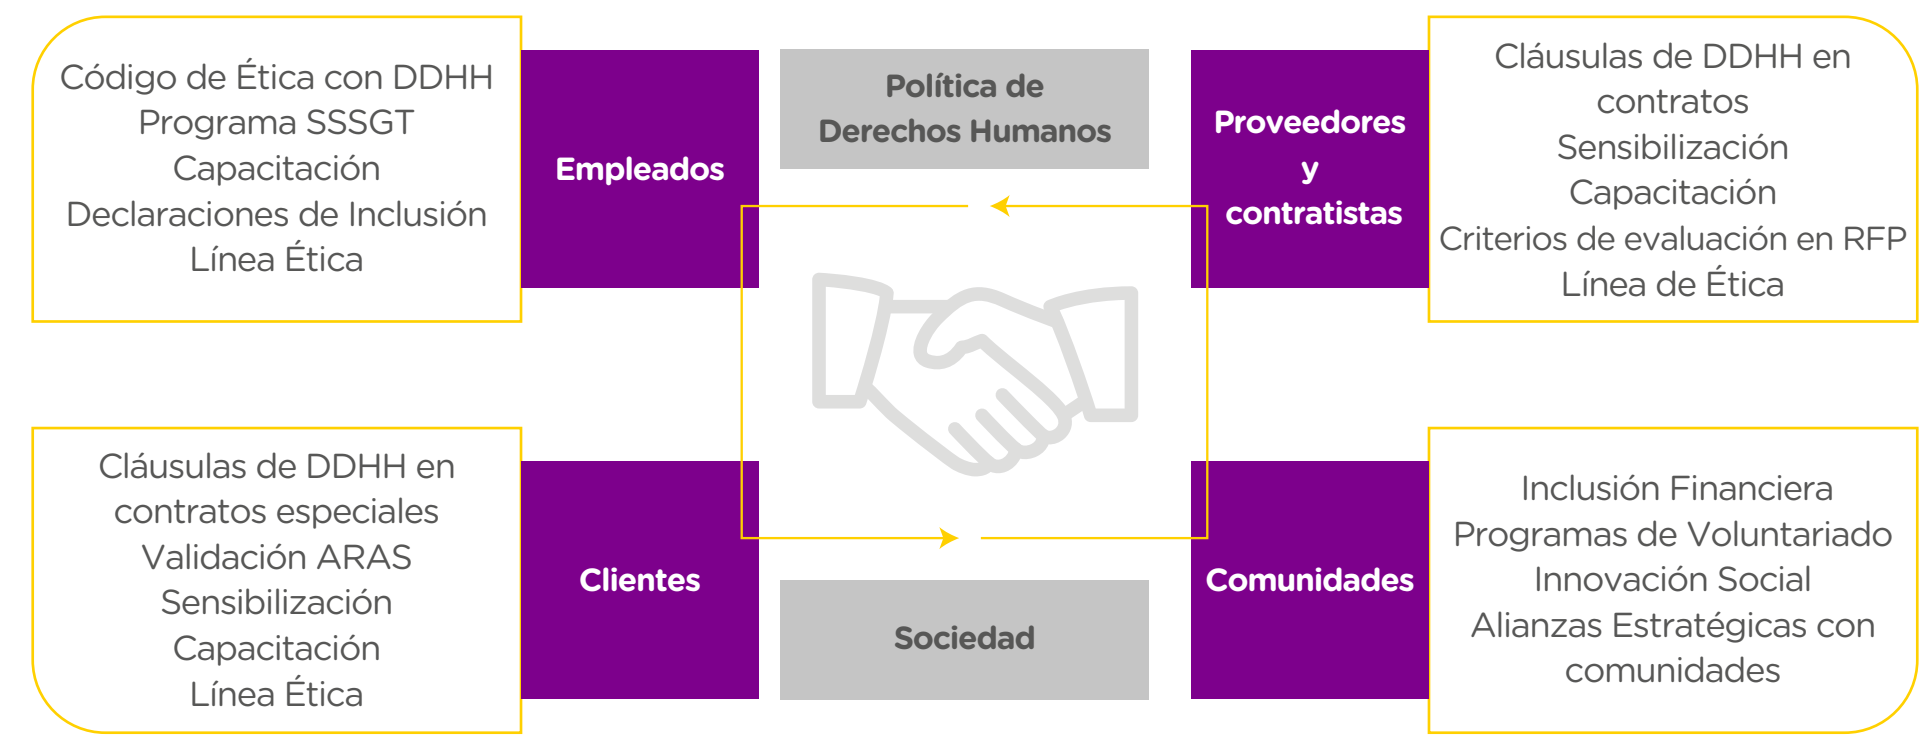 Código de Ética con DDHH
Programa SSSGT
Capacitación
Declaraciones de Inclusión
Línea Ética
Empleados
Política de
Derechos Humanos
Proveedores
y
contratistas
Cláusulas de DDHH en
contratos
Sensibilización
Capacitación
Criterios de evaluación en RFP
Línea de Ética
Cláusulas de DDHH en
contratos especiales
Validación ARAS
Sensibilización
Capacitación
Línea Ética
Clientes
Sociedad
Comunidades
Inclusión Financiera
Programas de Voluntariado
Innovación Social
Alianzas Estratégicas con
comunidades